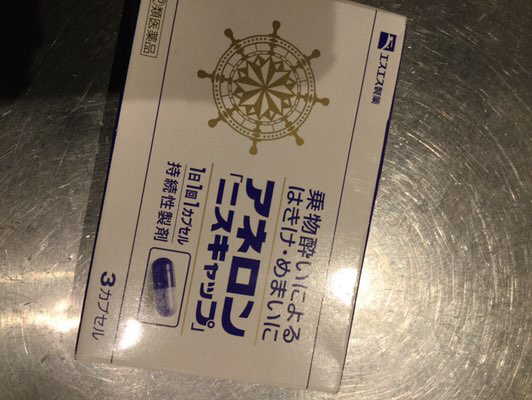 エスエス製薬
乗物酔いによる
はきけ・めまいに
アネロン
「ニスキャップ」
1日1回1カプセル
持続性製剤
3カプセル
類医薬品